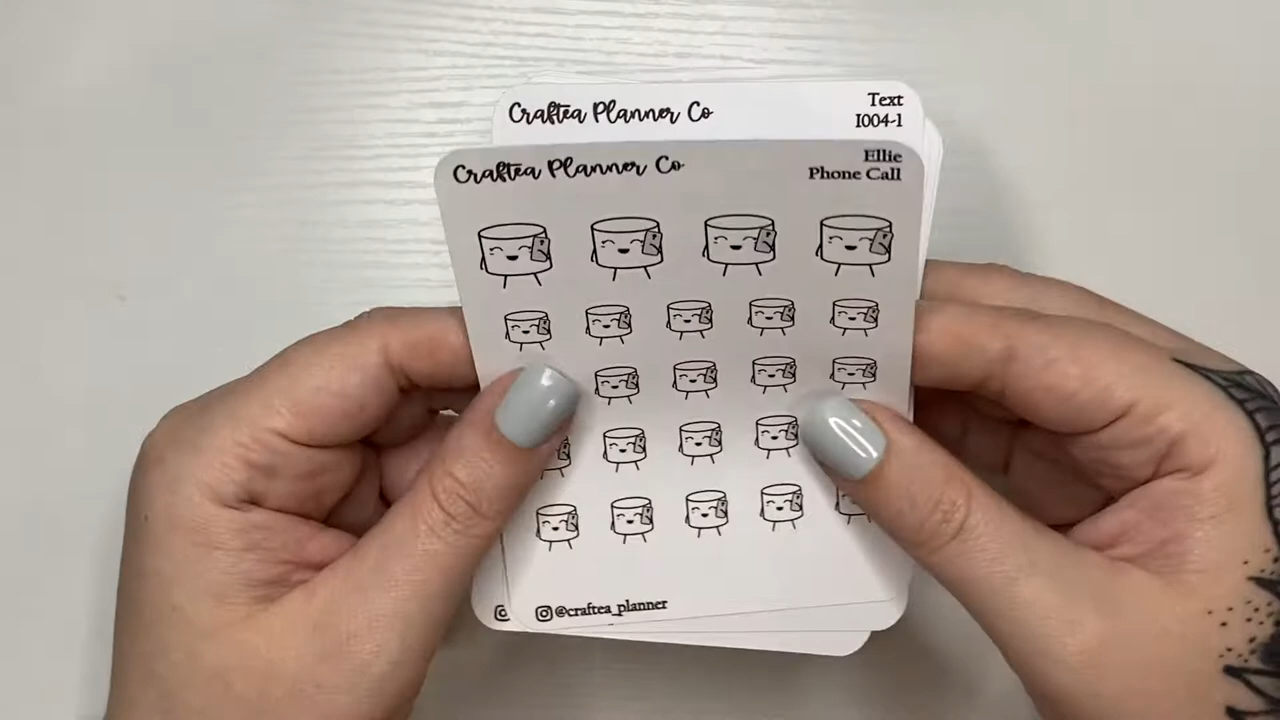 Craftea Planner Co
Text
I004-1
Craftea Planner Co
Ellie
Phone Call
@craftea_planner